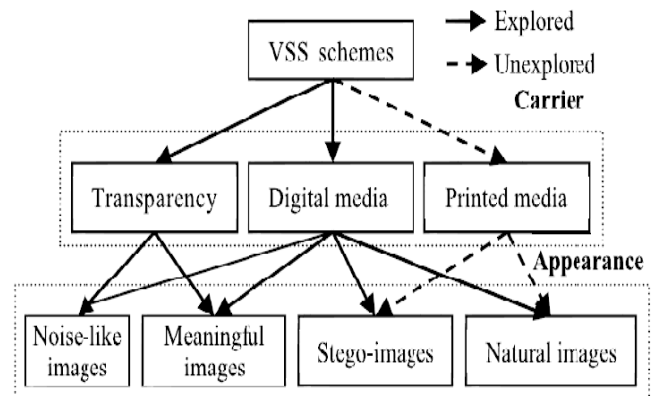 Explored
VSS schemes
Unexplored
Carrier
Transparency
Digital media
Printed media
Appearance
Noise-like
images
Meaningful
images
Stego-images
Natural images